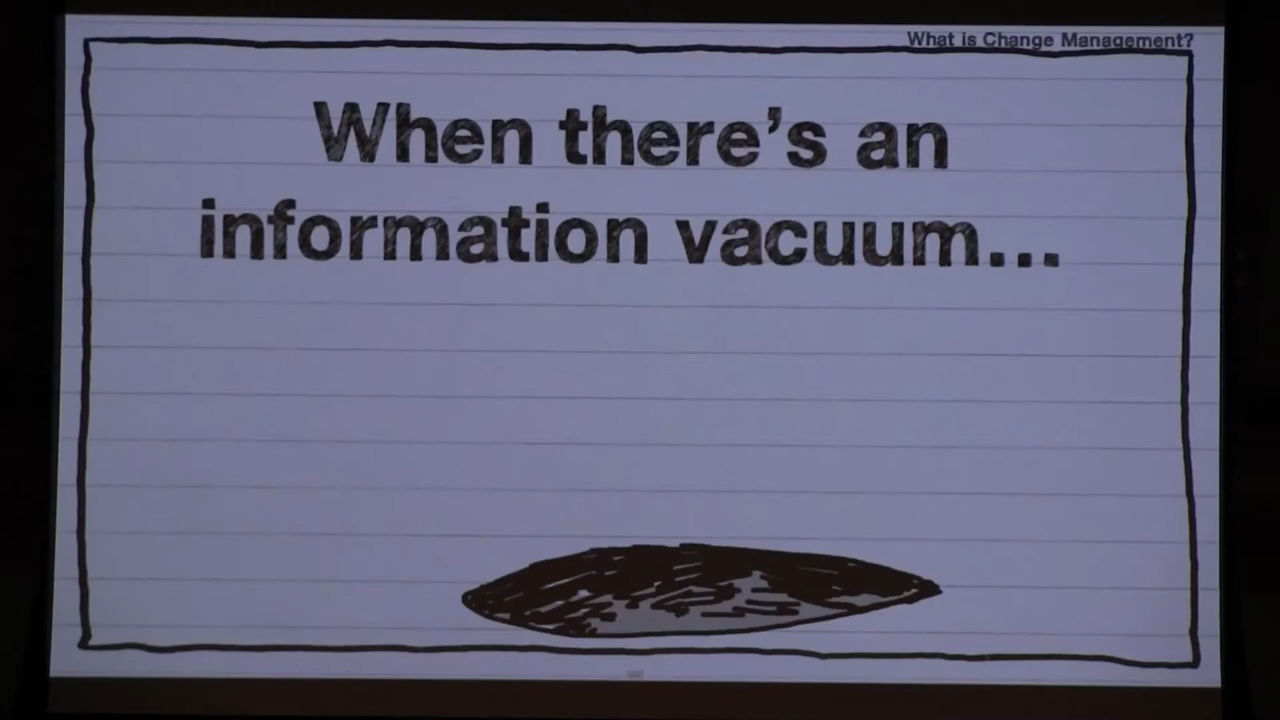 What is Change Management?
When there's an
information vacuum...